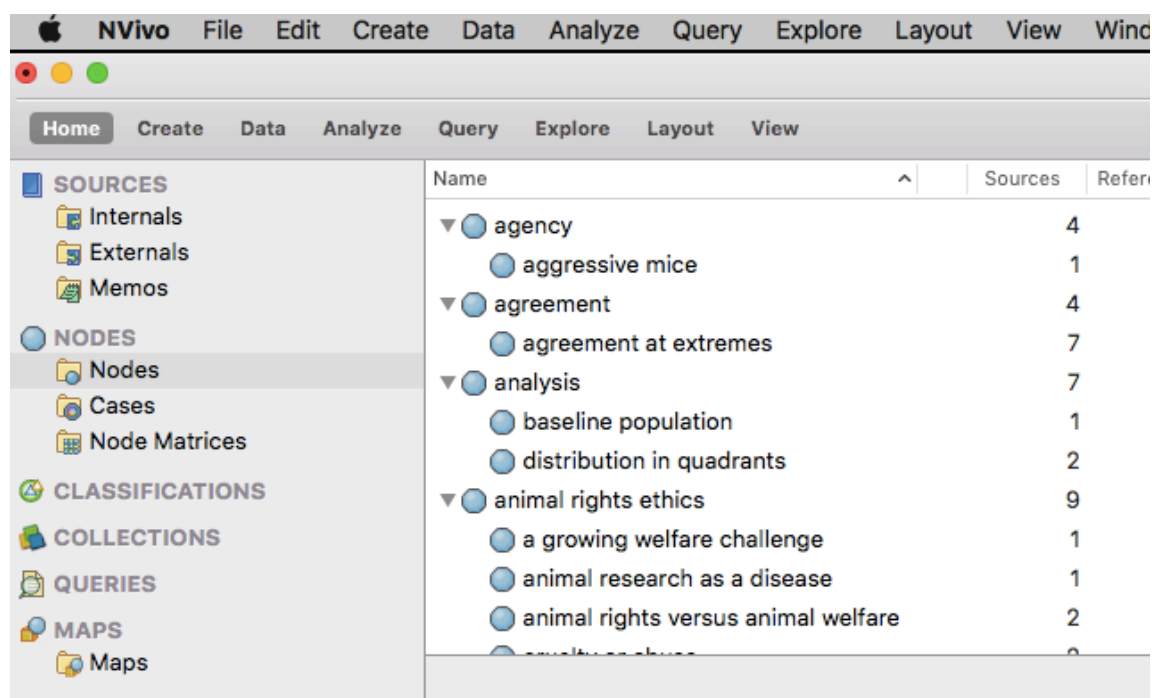 NVivo File Edit Create Data Analyze Query Explore Layout View Wind
Home Create Data Analyze Query Explore Layout View
SOURCES
Internals
Externals
Memos
NODES
Nodes
Cases
Node Matrices
CLASSIFICATIONS
COLLECTIONS
QUERIES
MAPS
Maps
Name Sources Refere
agency 4
aggressive mice 1
agreement 4
agreement at extremes 7
analysis 7
baseline population 1
distribution in quadrants 2
animal rights ethics 9
a growing welfare challenge 1
animal research as a disease 1
animal rights versus animal welfare 2